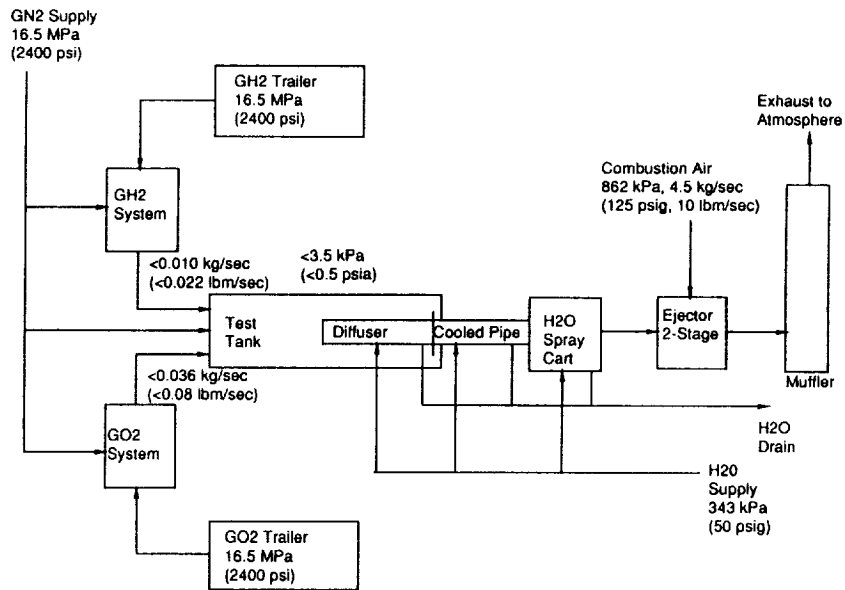 GN2 Supply
16.5 MPa
(2400 psi)
GH2 Trailer
16.5 MPa
(2400 psi)
Exhaust to
Atmosphere
GH2
System
Combustion Air
862 kPa, 4.5 kg/sec
(125 psig, 10 lbm/sec)
<0.010 kg/sec
(<0.022 lbm/sec)
<3.5 kPa
(<0.5 psia)
Test
Tank
Diffuser
Cooled Pipe
H2O
Spray
Cart
Ejector
2-Stage
Muffler
<0.036 kg/sec
(<0.08 lbm/sec)
GO2
System
H2O
Drain
H20
Supply
343 kPa
(50 psig)
GO2 Trailer
16.5 MPa
(2400 psi)